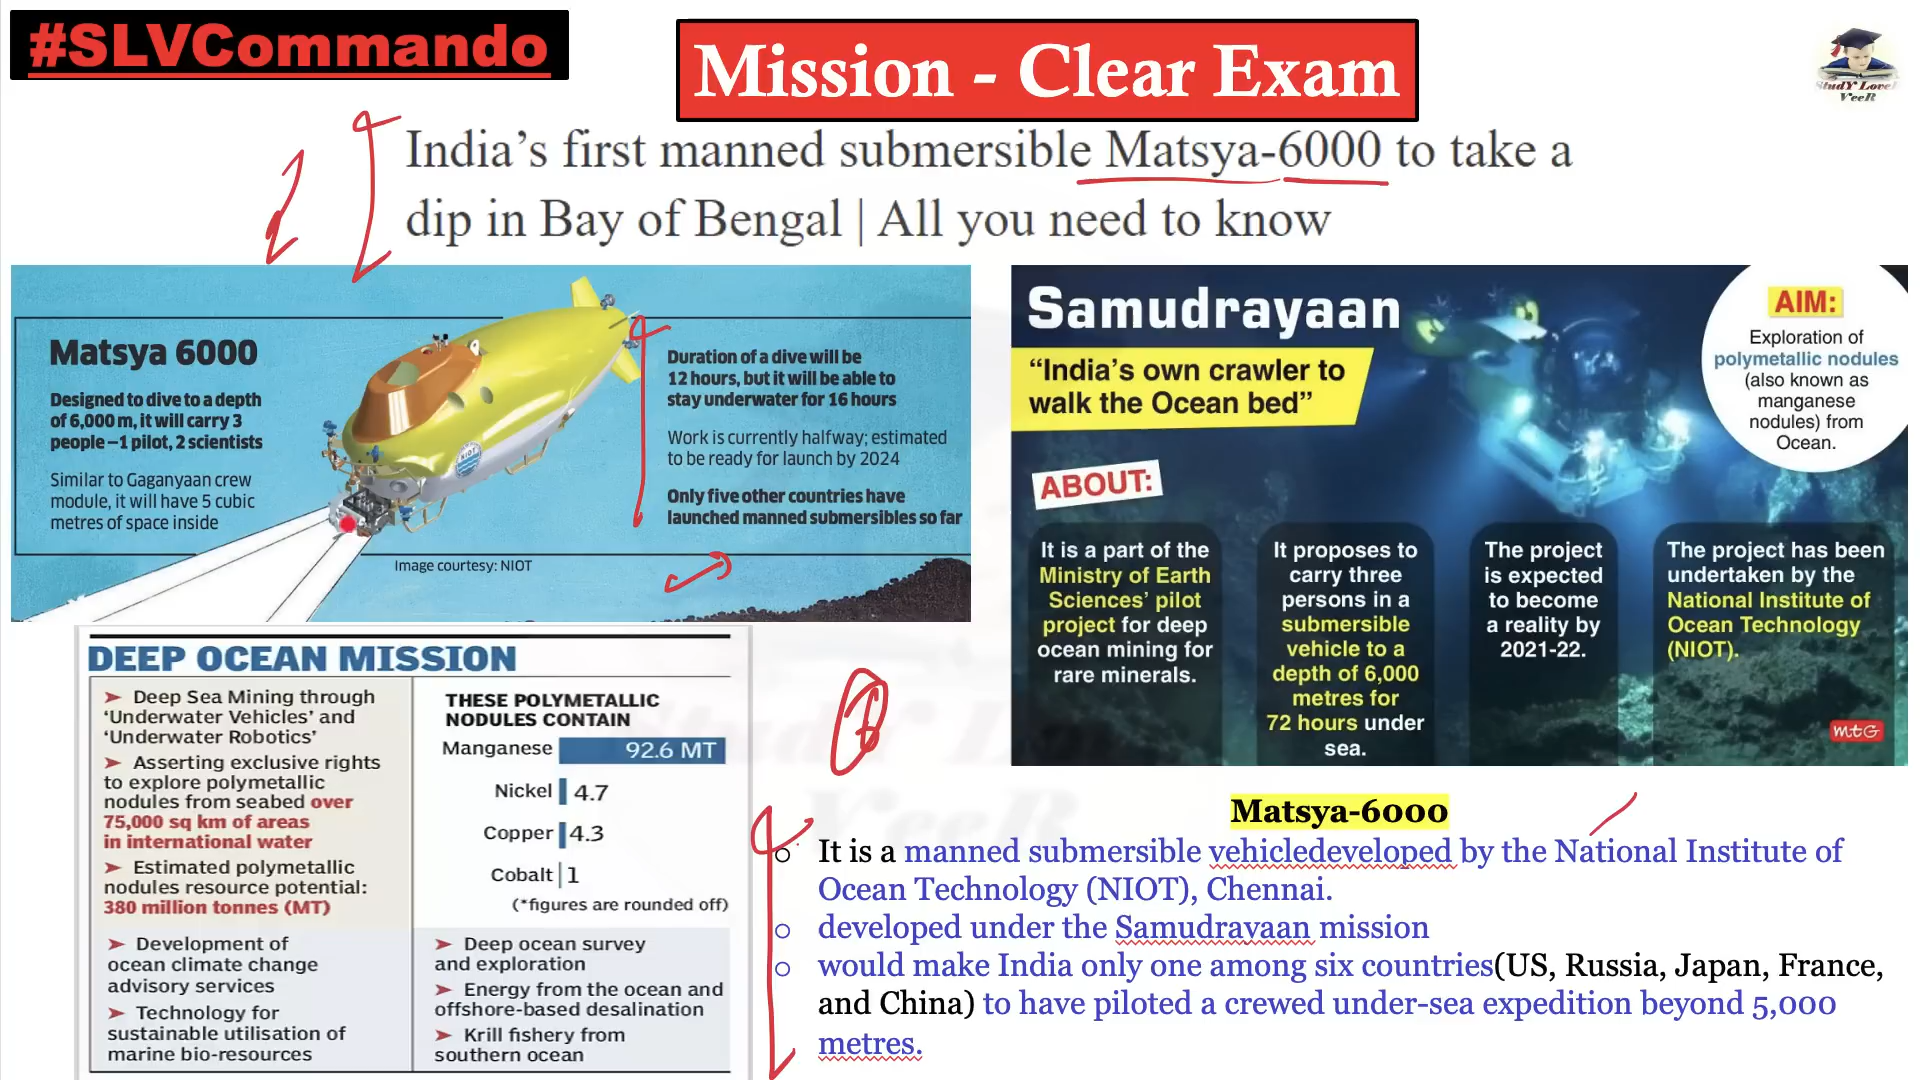 #SLVCommando
Mission - Clear Exam
StudY LoveR
VeeR
India's first manned submersible Matsya-6000 to take a
dip in Bay of Bengal | All you need to know
Matsya 6000
Designed to dive to a depth
of 6,000 m, it will carry 3
people – 1 pilot, 2 scientists
Similar to Gaganyaan crew
module, it will have 5 cubic
metres of space inside
NIOT
Duration of a dive will be
12 hours, but it will be able to
stay underwater for 16 hours
Work is currently halfway; estimated
to be ready for launch by 2024
Only five other countries have
launched manned submersibles so far
Image courtesy: NIOT
Samudrayaan
"India's own crawler to
walk the Ocean bed"
AIM:
Exploration of
polymetallic nodules
(also known as
manganese
nodules) from
Ocean.
ABOUT:
It is a part of the
Ministry of Earth
Sciences' pilot
project for deep
ocean mining for
rare minerals.
It proposes to
carry three
persons in a
submersible
vehicle to a
depth of 6,000
metres for
72 hours under
sea.
The project
is expected
to become
a reality by
2021-22.
The project has been
undertaken by the
National Institute of
Ocean Technology
(NIOT).
mtG
DEEP OCEAN MISSION
➤ Deep Sea Mining through
'Underwater Vehicles' and
'Underwater Robotics'
➤ Asserting exclusive rights
to explore polymetallic
nodules from seabed over
75,000 sq km of areas
in international water
➤ Estimated polymetallic
nodules resource potential:
380 million tonnes (MT)
THESE POLYMETALLIC
NODULES CONTAIN
Manganese 92.6 MT
Nickel 4.7
Copper 4.3
Cobalt 1
(*figures are rounded off)
➤ Development of
ocean climate change
advisory services
➤ Technology for
sustainable utilisation of
marine bio-resources
➤ Deep ocean survey
and exploration
➤ Energy from the ocean and
offshore-based desalination
➤ Krill fishery from
southern ocean
Matsya-6000
o It is a manned submersible vehicledeveloped by the National Institute of
Ocean Technology (NIOT), Chennai.
o developed under the Samudrayaan mission
o would make India only one among six countries(US, Russia, Japan, France,
and China) to have piloted a crewed under-sea expedition beyond 5,000
metres.